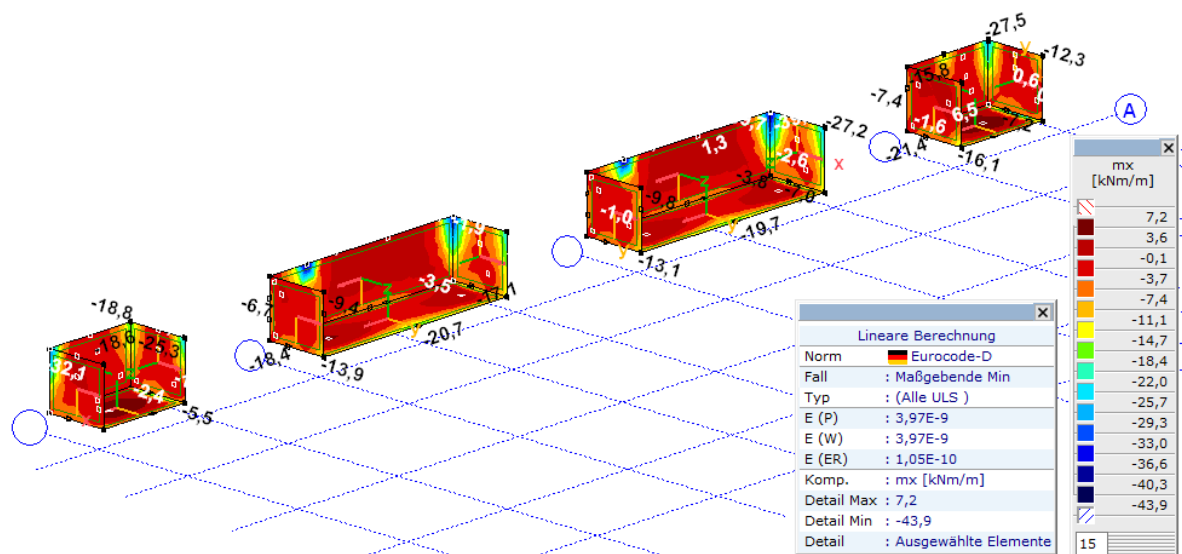 -27,5
y
-12,3
-15,8
0,6
-7,4
6,5
-1,6
-7,2
-21,4
-16,1
A
1,3
-27,2
-2,6
x
z
-3,8
-7,0
-9,8
-1,0
y
-19,7
y
-13,1
-3,5
-6,7
-9,4
z
y
-20,7
-18,4
-13,9
-18,8
-18,6
-25,3
32,1
2,4
-5,5
mx
[kNm/m]
7,2
3,6
-0,1
-3,7
-7,4
-11,1
-14,7
-18,4
-22,0
-25,7
-29,3
-33,0
-36,6
-40,3
-43,9
15
Lineare Berechnung
Norm Eurocode-D
Fall : Maßgebende Min
Typ : (Alle ULS )
E (P) : 3,97E-9
E (W) : 3,97E-9
E (ER) : 1,05E-10
Komp. : mx [kNm/m]
Detail Max : 7,2
Detail Min : -43,9
Detail : Ausgewählte Elemente